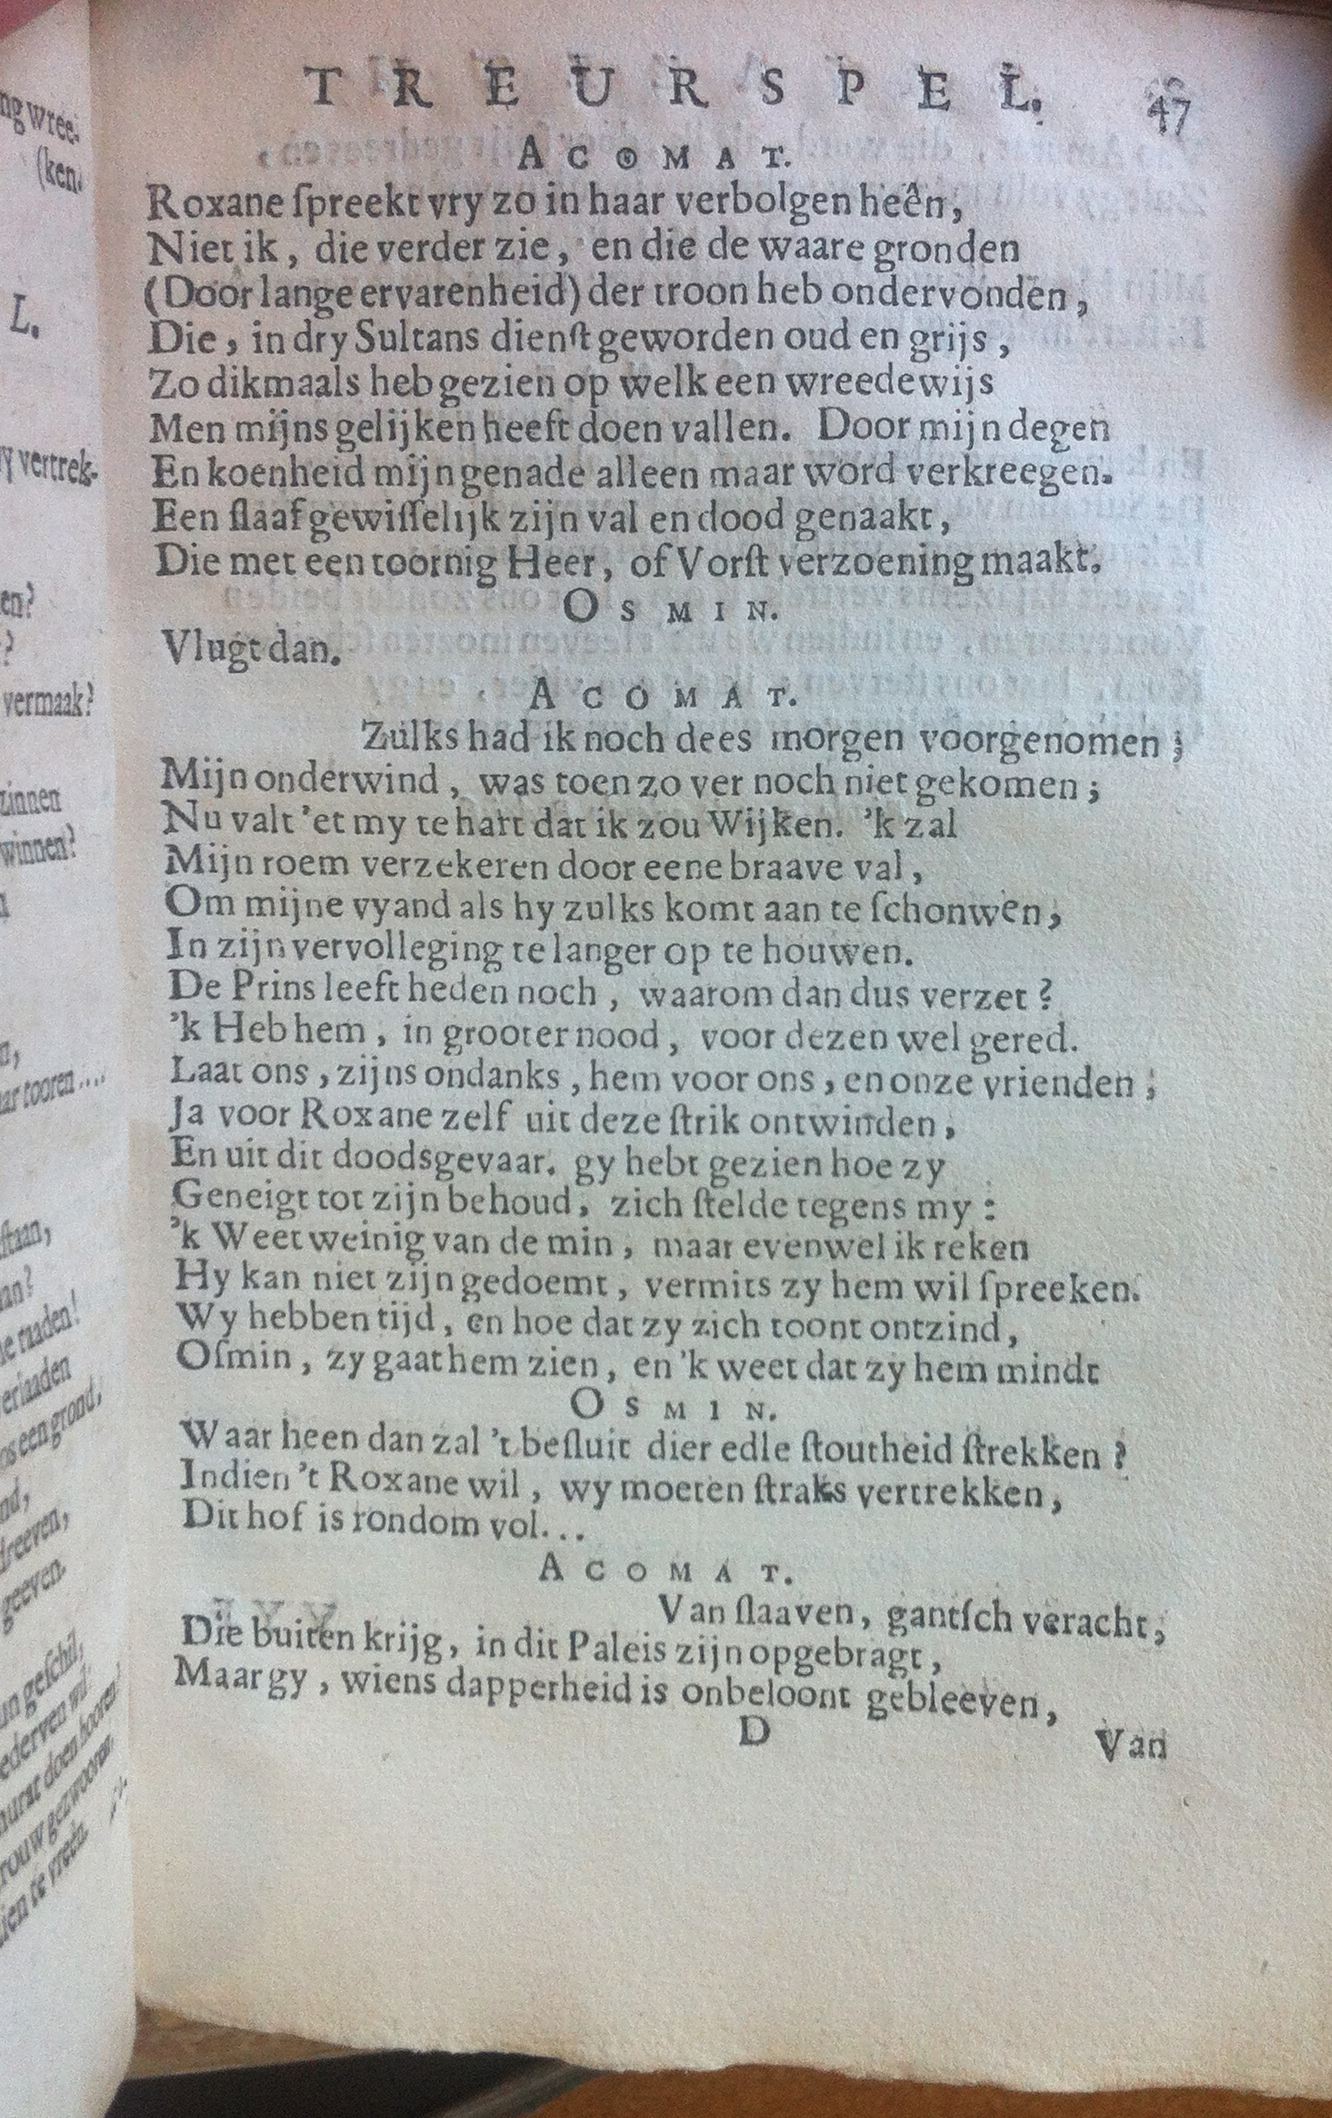 TREURSPEL. 47
ACOMAT.
Roxane ſpreekt vry zo in haar verbolgen heên,
Niet ik, die verder zie, en die de waare gronden
(Door lange ervarenheid) der troon heb ondervonden,
Die, in dry Sultans dienſt geworden oud en grijs,
Zo dikmaals heb gezien op welk een wreede wijs
Men mijns gelijken heeft doen vallen. Door mijn degen
En koenheid mijn genade alleen maar word verkreegen.
Een ſlaaf gewiſſelijk zijn val en dood genaakt,
Die met een toornig Heer, of Vorſt verzoening maakt.
OSMIN.
Vlugt dan.
ACOMAT.
Zulks had ik noch dees morgen voorgenomen;
Mijn onderwind, was toen zo ver noch niet gekomen;
Nu valt 'et my te hart dat ik zou Wijken. 'k zal
Mijn roem verzekeren door eene braave val,
Om mijne vyand als hy zulks komt aan te ſchonwen,
In zijn vervolleging te langer op te houwen.
De Prins leeft heden noch, waarom dan dus verzet?
'k Heb hem, in grooter nood, voor dezen wel gered.
Laat ons, zijns ondanks, hem voor ons, en onze vrienden;
Ja voor Roxane zelf uit deze ſtrik ontwinden,
En uit dit doodsgevaar. gy hebt gezien hoe zy
Geneigt tot zijn behoud, zich ſtelde tegens my:
'k Weet weinig van de min, maar evenwel ik reken
Hy kan niet zijn gedoemt, vermits zy hem wil ſpreeken.
Wy hebben tijd, en hoe dat zy zich toont ontzind,
Oſmin, zy gaat hem zien, en 'k weet dat zy hem mindt
OSMIN.
Waar heen dan zal 't beſluit dier edle ſtoutheid ſtrekken?
Indien 't Roxane wil, wy moeten ſtraks vertrekken,
Dit hof is rondom vol...
ACOMAT.
Van ſlaaven, gantſch veracht,
Die buiten krijg, in dit Paleis zijn opgebragt,
Maar gy, wiens dapperheid is onbeloont gebleeven,
D
Van